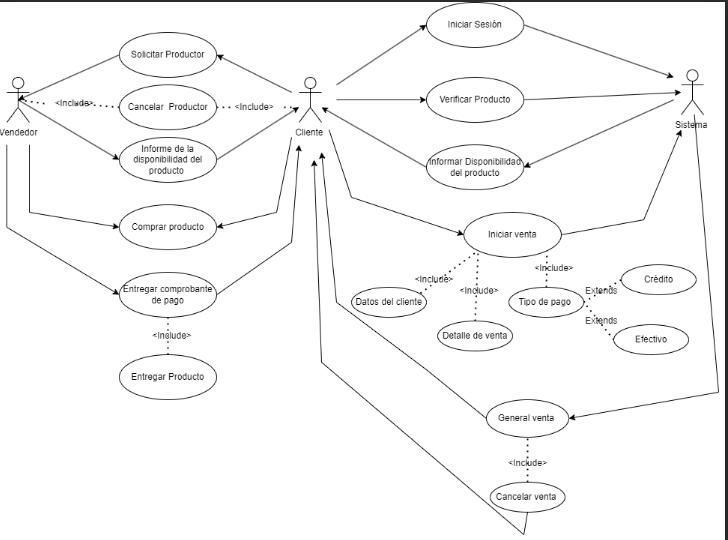 Iniciar Sesión
Solicitar Productor
<Include>
Cancelar Productor
<Include>
Verificar Producto
Vendedor
Cliente
Sistema
Informe de la
disponibilidad del
producto
Informar Disponibilidad
del producto
Comprar producto
Iniciar venta
<Include>
<Include>
<Include>
Entregar comprobante
de pago
Datos del cliente
Tipo de pago
Extends
Crèdito
Extends
<Include>
Detalle de venta
Efectivo
Entregar Producto
General venta
<Include>
Cancelar venta